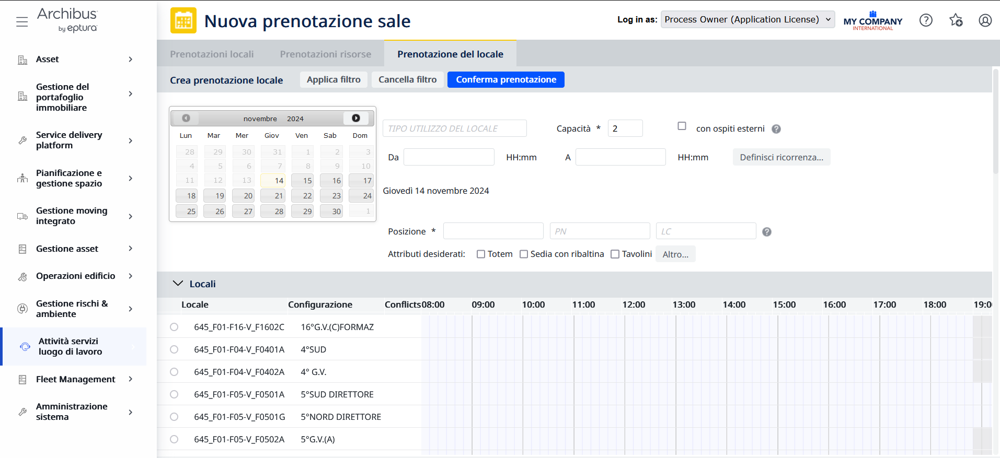 Archibus
by eptura
Nuova prenotazione sale
Log in as: Process Owner (Application License)
MY COMPANY
INTERNATIONAL
Asset
Gestione del
portafoglio
immobiliare
Service delivery
platform
Pianificazione e
gestione spazio
Gestione moving
integrato
Gestione asset
Operazioni edificio
Gestione rischi &
ambiente
Attività servizi
luogo di lavoro
Fleet Management
Amministrazione
sistema
Prenotazioni locali Prenotazioni risorse Prenotazione del locale
Crea prenotazione locale Applica filtro Cancella filtro Conferma prenotazione
novembre 2024
Lun Mar Mer Giov Ven Sab Dom
28 29 30 31 1 2 3
4 5 6 7 8 9 10
11 12 13 14 15 16 17
18 19 20 21 22 23 24
25 26 27 28 29 30 1
TIPO UTILIZZO DEL LOCALE Capacità * 2 con ospiti esterni ?
Da HH:mm A HH:mm Definisci ricorrenza...
Giovedì 14 novembre 2024
Posizione * PN LC ?
Attributi desiderati: Totem Sedia con ribaltina Tavolini Altro...
Locali
Locale Configurazione Conflicts 08:00 09:00 10:00 11:00 12:00 13:00 14:00 15:00 16:00 17:00 18:00 19:0
645_F01-F16-V_F1602C 16°G.V.(C)FORMAZ
645_F01-F04-V_F0401A 4°SUD
645_F01-F04-V_F0402A 4° G.V.
645_F01-F05-V_F0501A 5°SUD DIRETTORE
645_F01-F05-V_F0501G 5°NORD DIRETTORE
645_F01-F05-V_F0502A 5°G.V.(A)